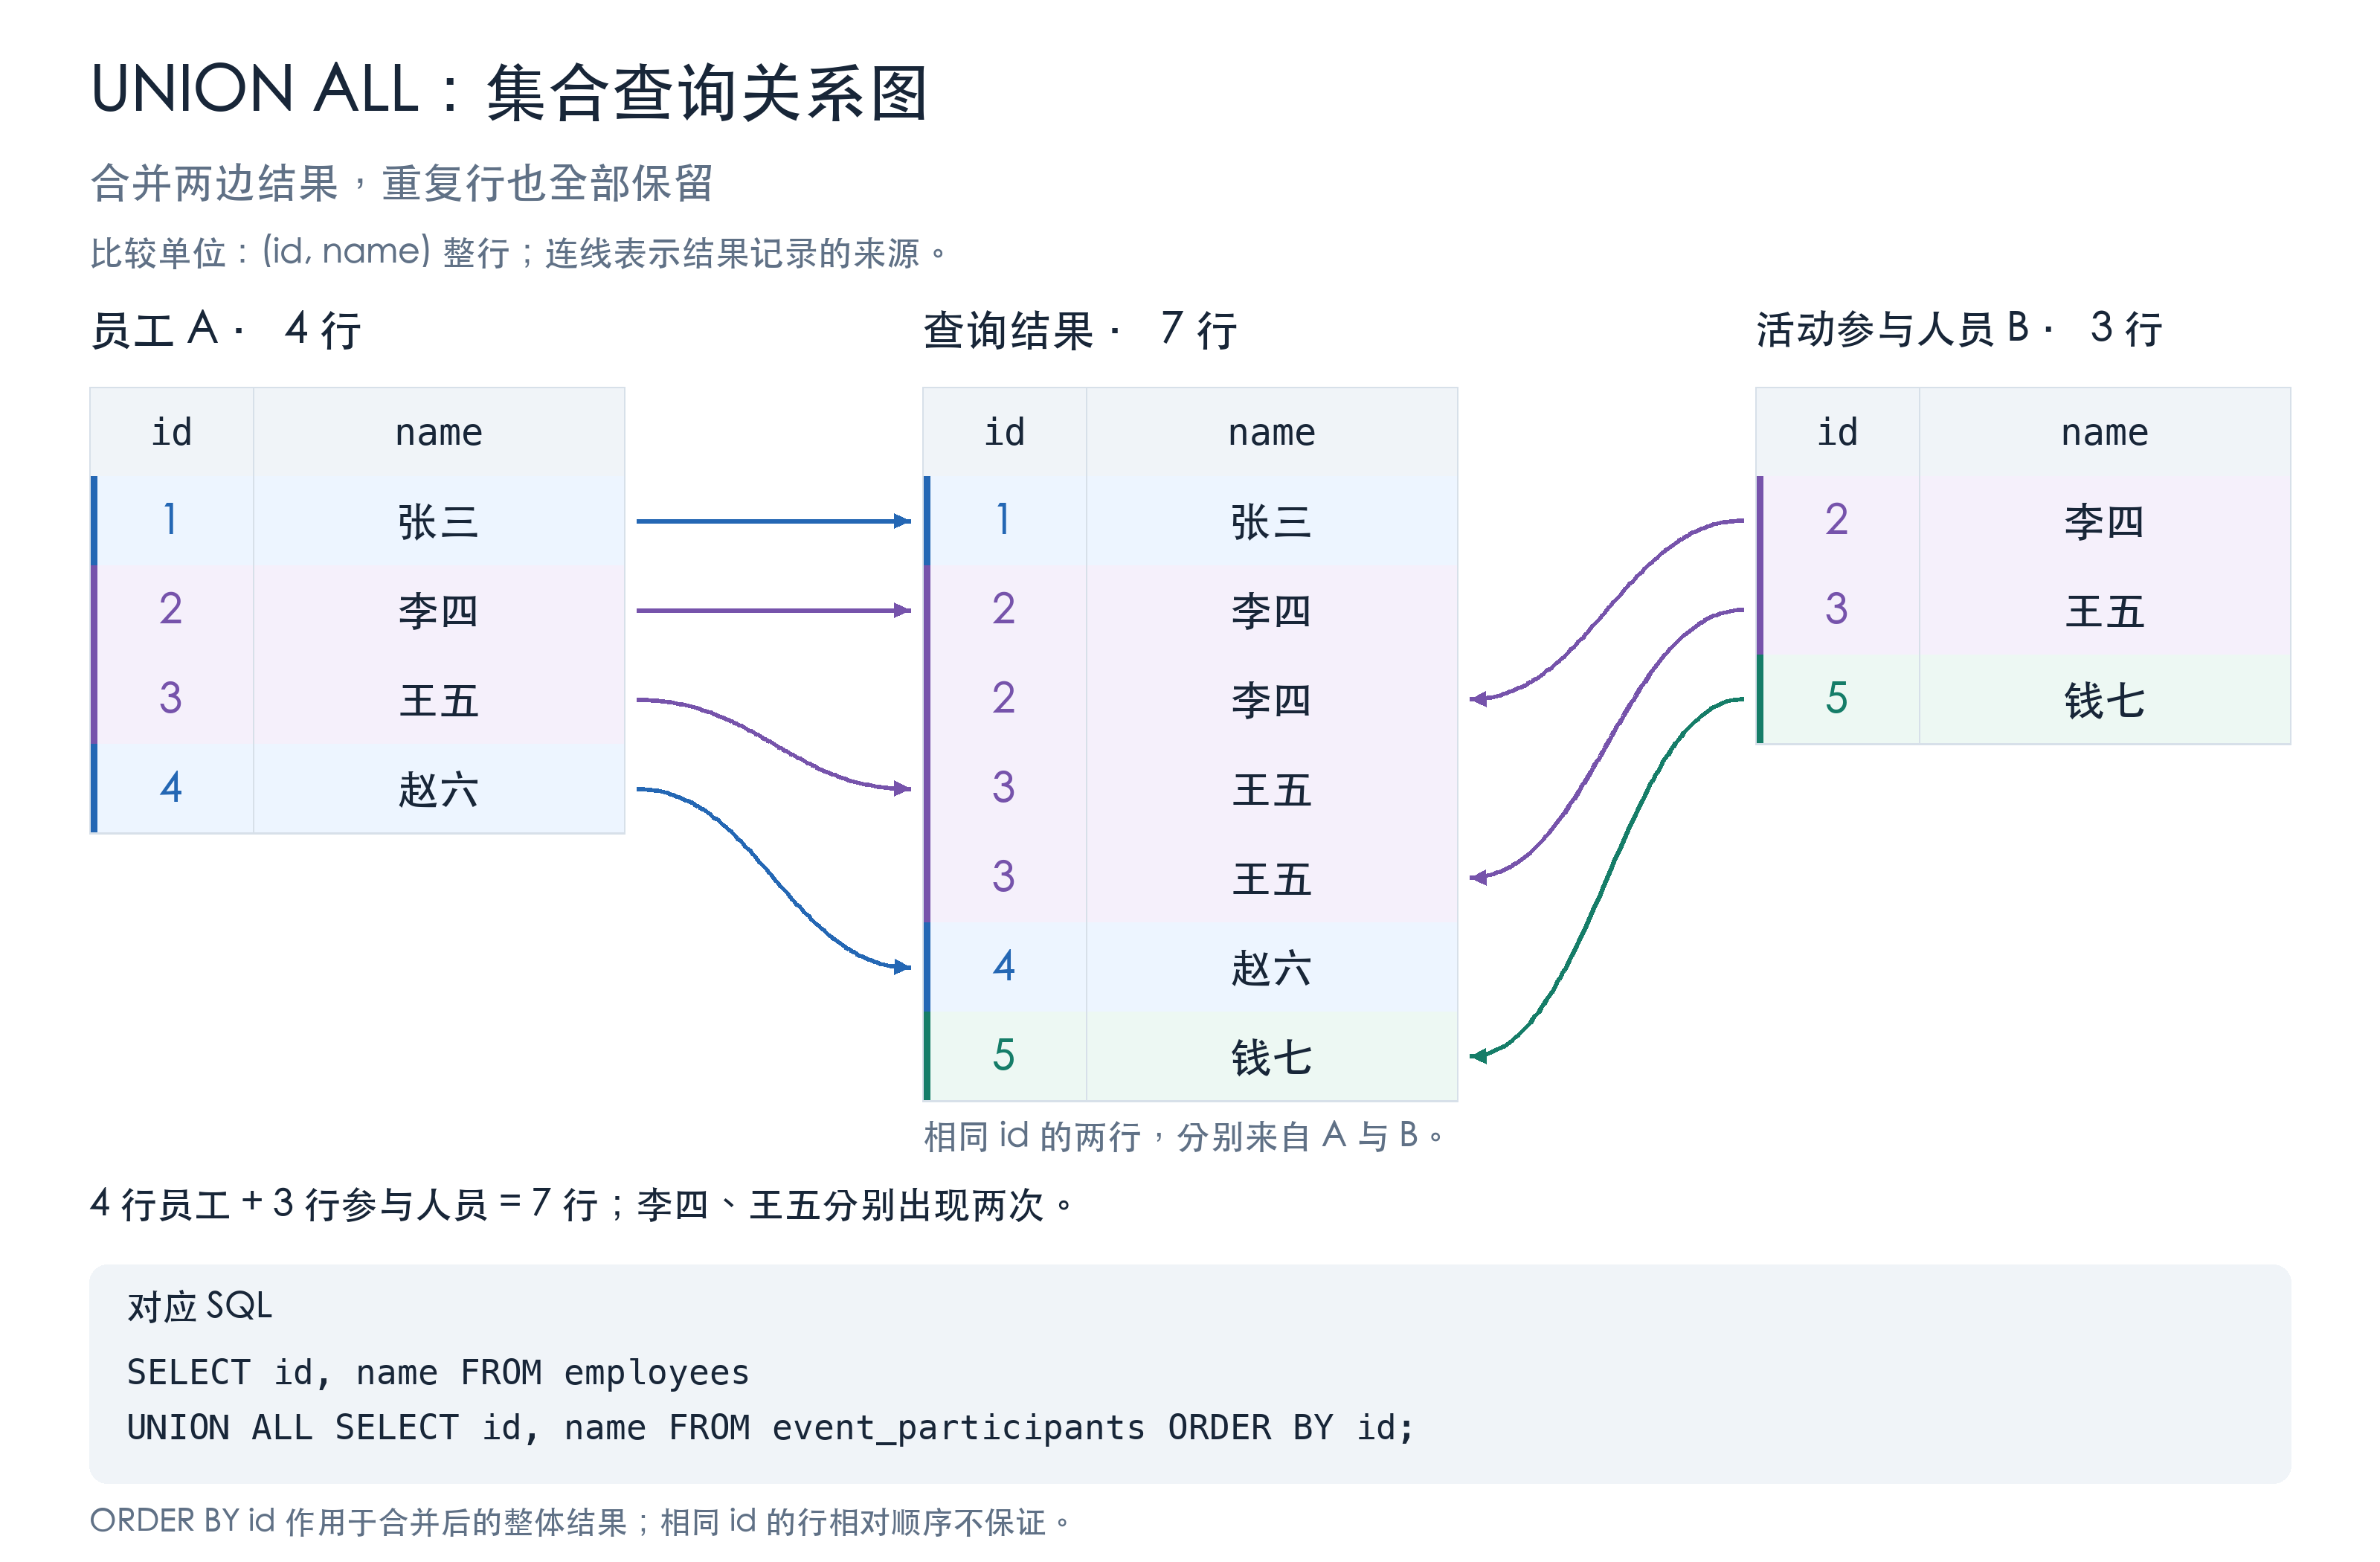 UNION ALL：集合查询关系图
合并两边结果，重复行也全部保留
比较单位：(id, name) 整行；连线表示结果记录的来源。
员工 A · 4 行
id name
1 张三
2 李四
3 王五
4 赵六
查询结果 · 7 行
id name
1 张三
2 李四
2 李四
3 王五
3 王五
4 赵六
5 钱七
相同 id 的两行，分别来自 A 与 B。
活动参与人员 B · 3 行
id name
2 李四
3 王五
5 钱七
4 行员工 + 3 行参与人员 = 7 行；李四、王五分别出现两次。
对应 SQL
SELECT id, name FROM employees
UNION ALL SELECT id, name FROM event_participants ORDER BY id;
ORDER BY id 作用于合并后的整体结果；相同 id 的行相对顺序不保证。